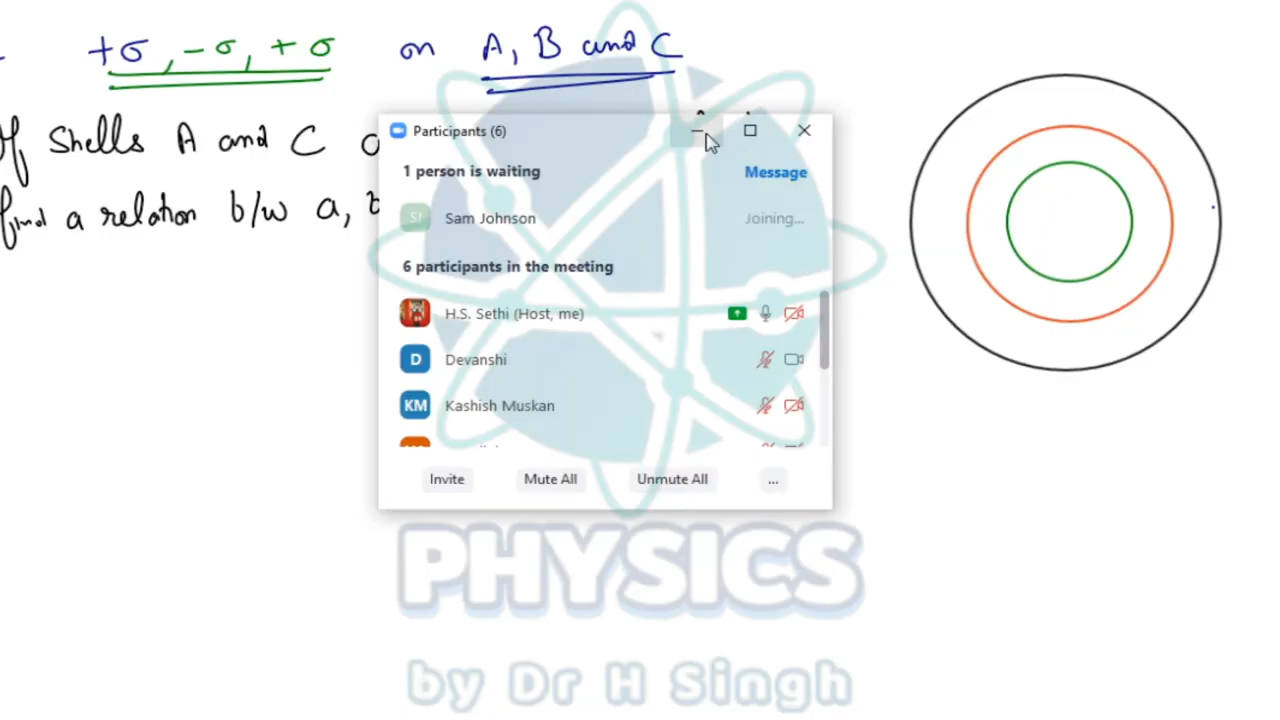 +σ, -σ, +σ on A, B and C
of shells A and C
find a relation b/w a, b
Participants (6)
1 person is waiting
Message
SJ
Sam Johnson
Joining...
6 participants in the meeting
H.S. Sethi (Host, me)
D
Devanshi
KM
Kashish Muskan
Invite
Mute All
Unmute All
...
PHYSICS
by Dr H Singh